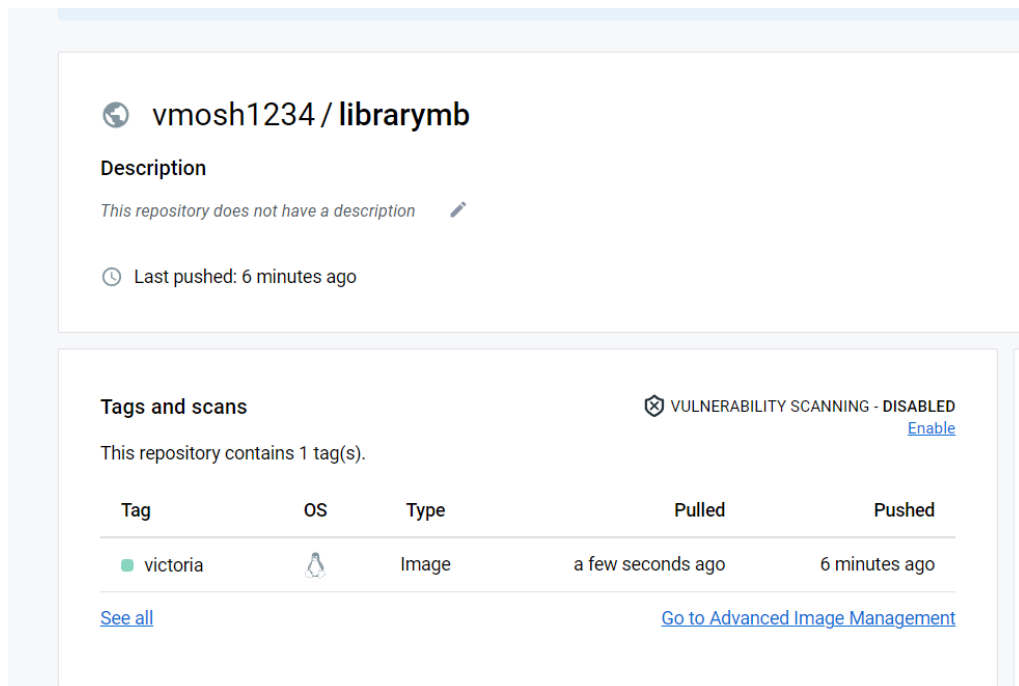 vmosh1234 / librarymb
Description
This repository does not have a description
Last pushed: 6 minutes ago
Tags and scans
VULNERABILITY SCANNING - DISABLED
Enable
This repository contains 1 tag(s).
Tag OS Type Pulled Pushed
victoria Image a few seconds ago 6 minutes ago
See all Go to Advanced Image Management